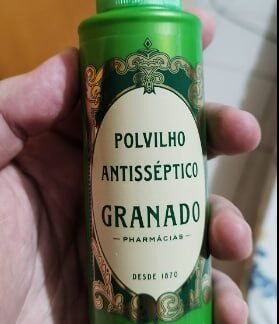 POLVILHO
ANTISSÉPTICO
GRANADO
PHARMÁCIAS
DESDE 1870